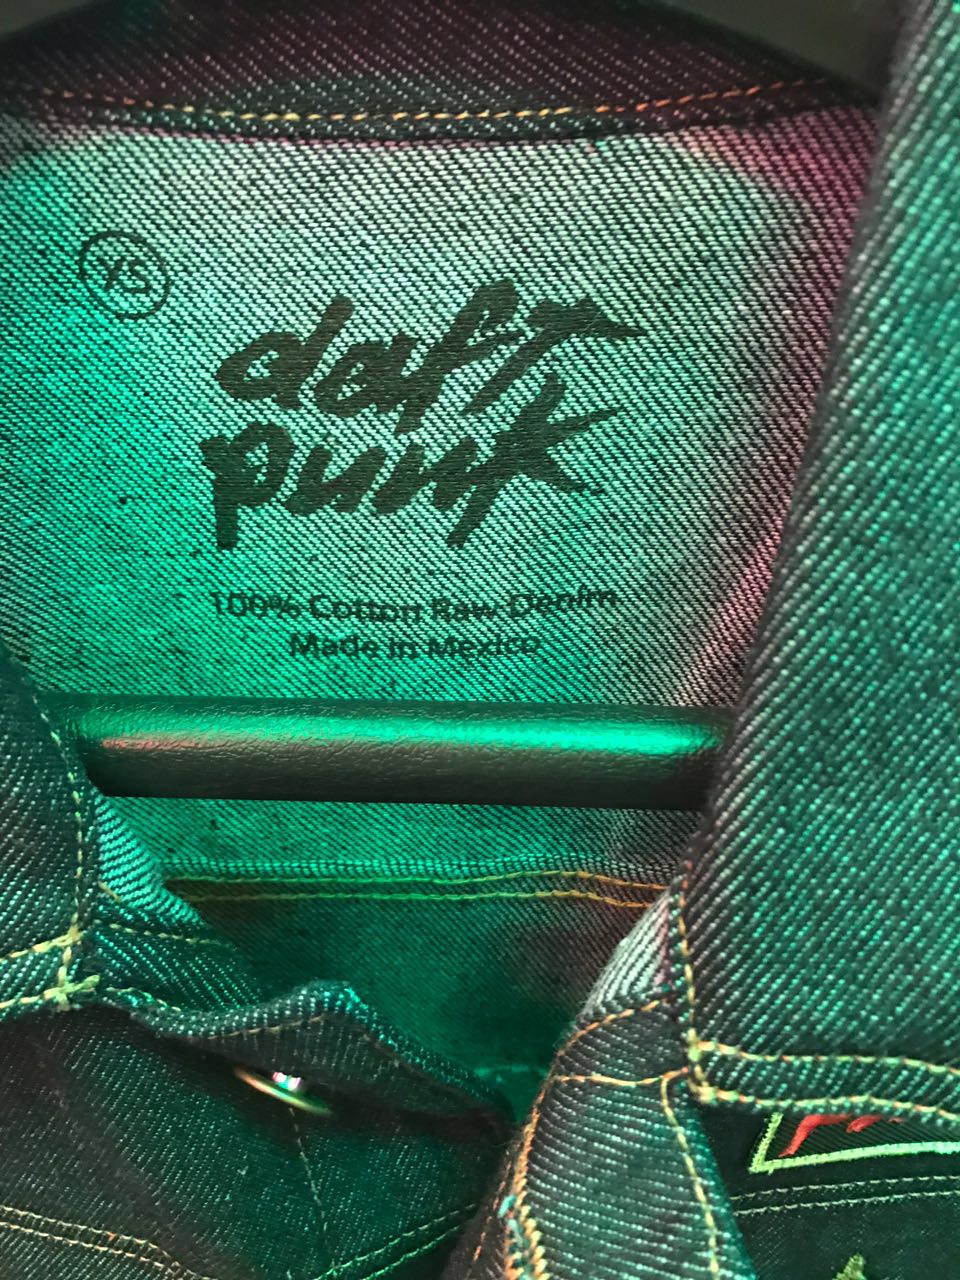 XS
daft
punk
100% Cotton Raw Denim
Made in Mexico